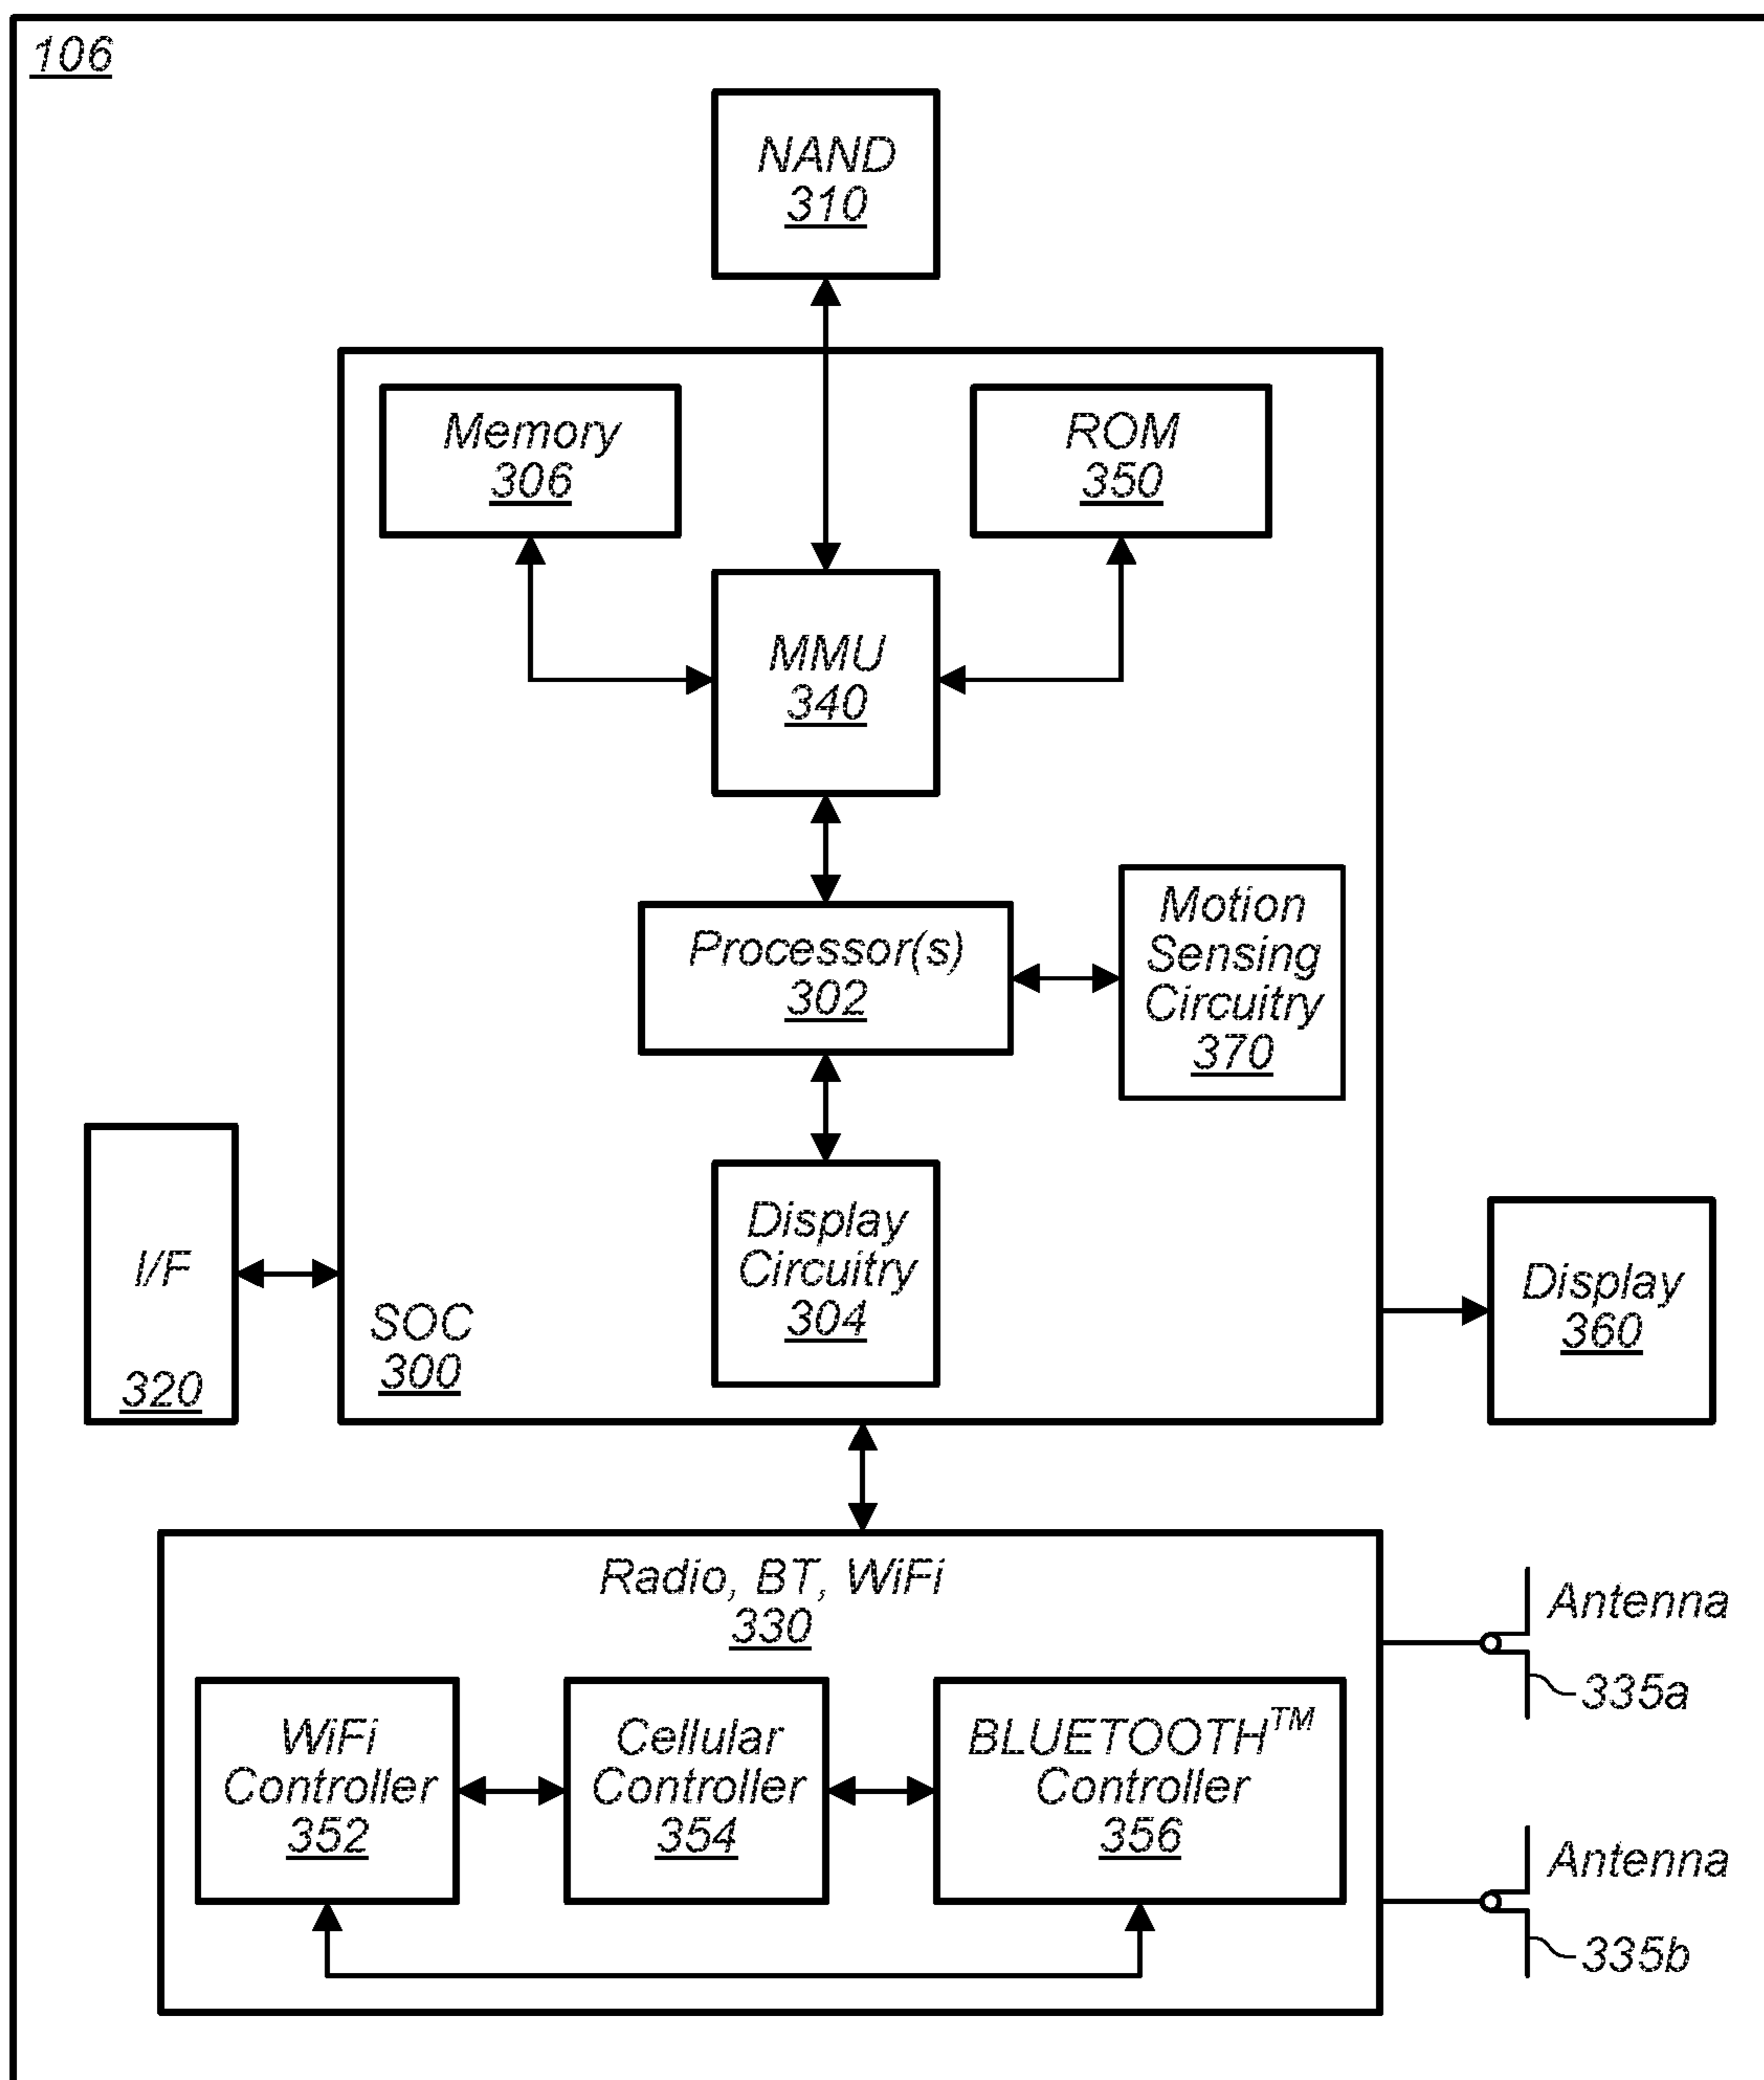 106
NAND
310
Memory
306
ROM
350
MMU
340
Processor(s)
302
Motion
Sensing
Circuitry
370
Display
Circuitry
304
I/F
320
SOC
300
Display
360
Radio, BT, WiFi
330
WiFi
Controller
352
Cellular
Controller
354
BLUETOOTH™
Controller
356
Antenna
335a
Antenna
335b